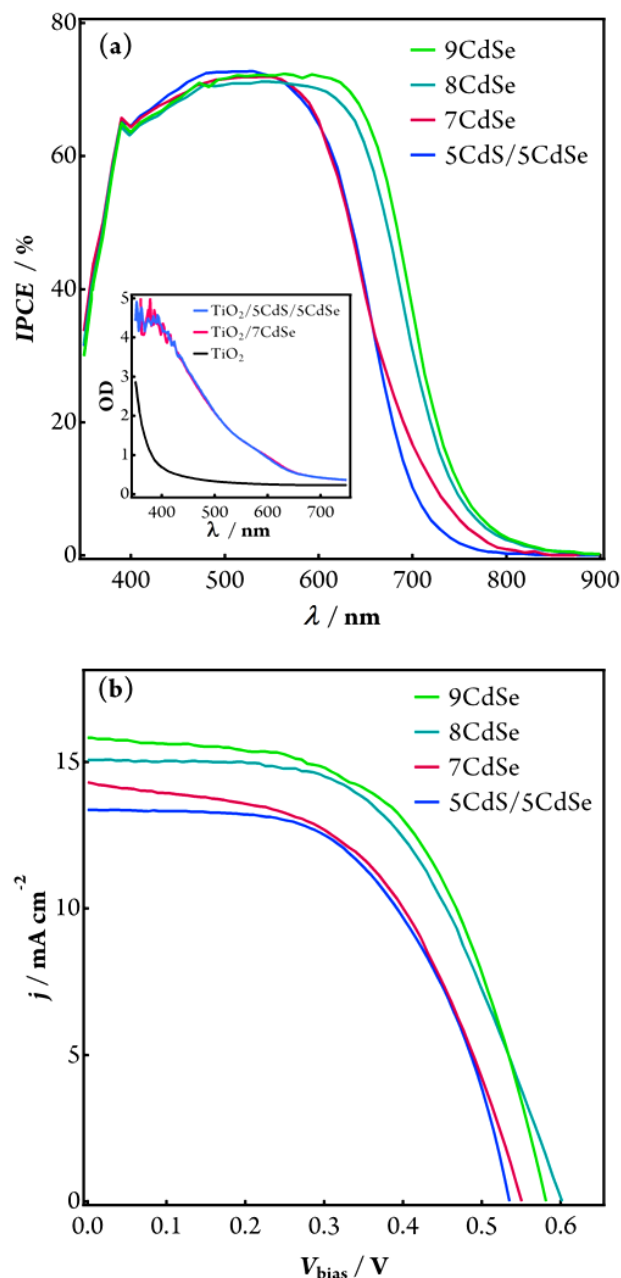 (a)
9CdSe
8CdSe
7CdSe
5CdS/5CdSe
80
60
40
20
0
IPCE / %
400
500
600
700
800
900
λ / nm
TiO₂/5CdS/5CdSe
TiO₂/7CdSe
TiO₂
5
4
3
2
1
0
OD
400
500
600
700
λ / nm
(b)
9CdSe
8CdSe
7CdSe
5CdS/5CdSe
15
10
5
0
j / mA cm⁻²
0.0
0.1
0.2
0.3
0.4
0.5
0.6
V_bias / V